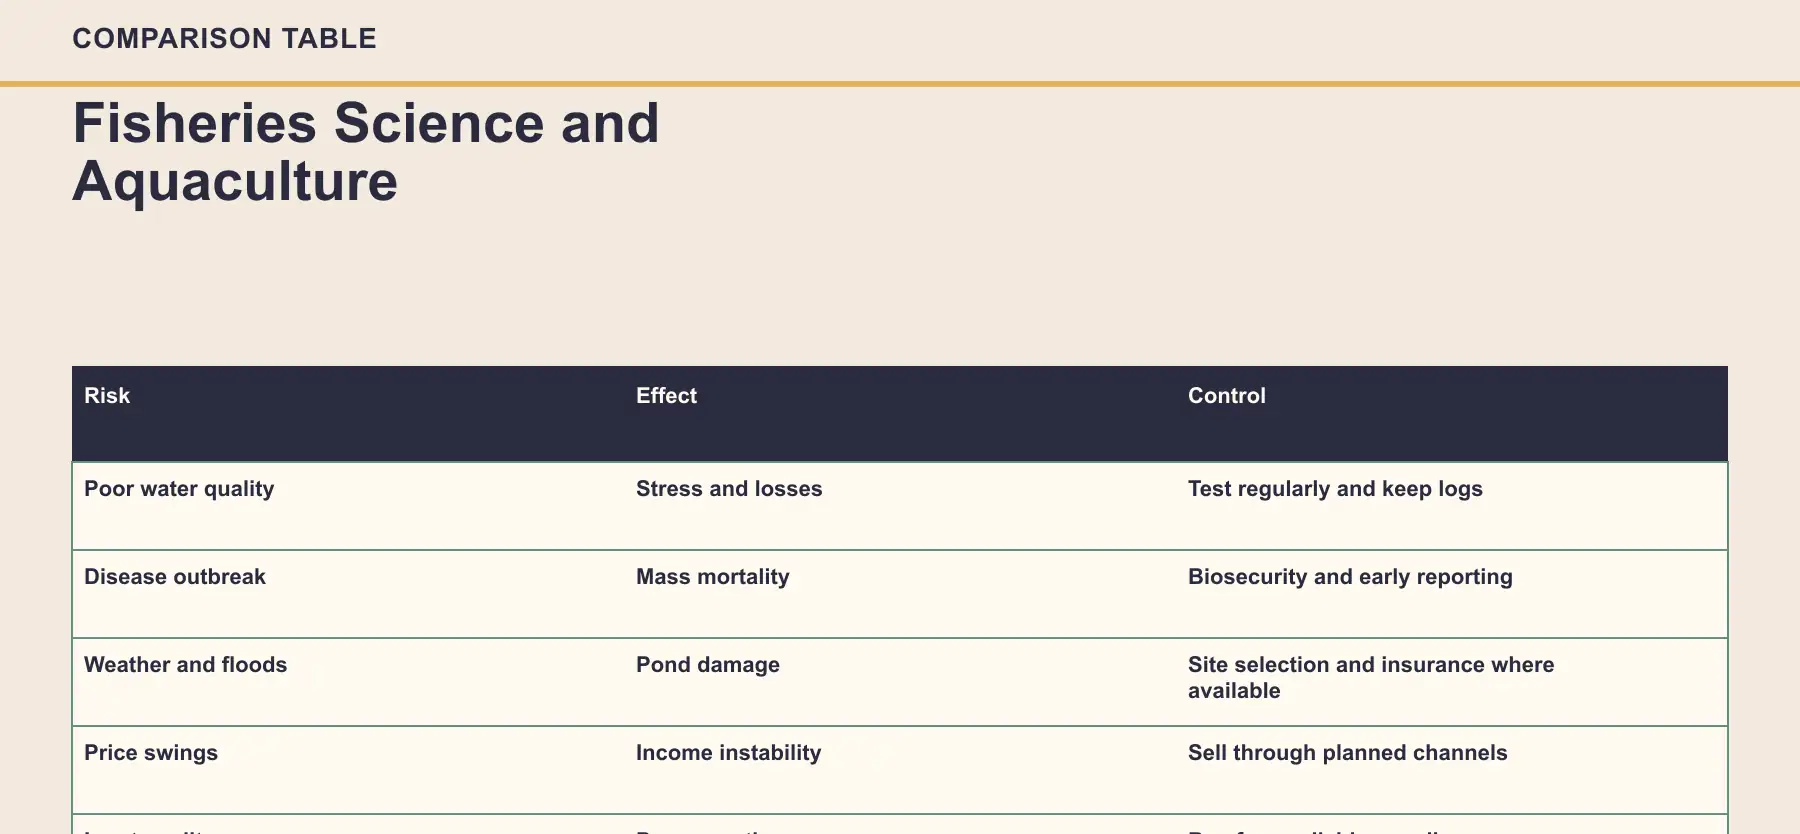 COMPARISON TABLE
Fisheries Science and
Aquaculture
Risk Effect Control
Poor water quality Stress and losses Test regularly and keep logs
Disease outbreak Mass mortality Biosecurity and early reporting
Weather and floods Pond damage Site selection and insurance where
available
Price swings Income instability Sell through planned channels